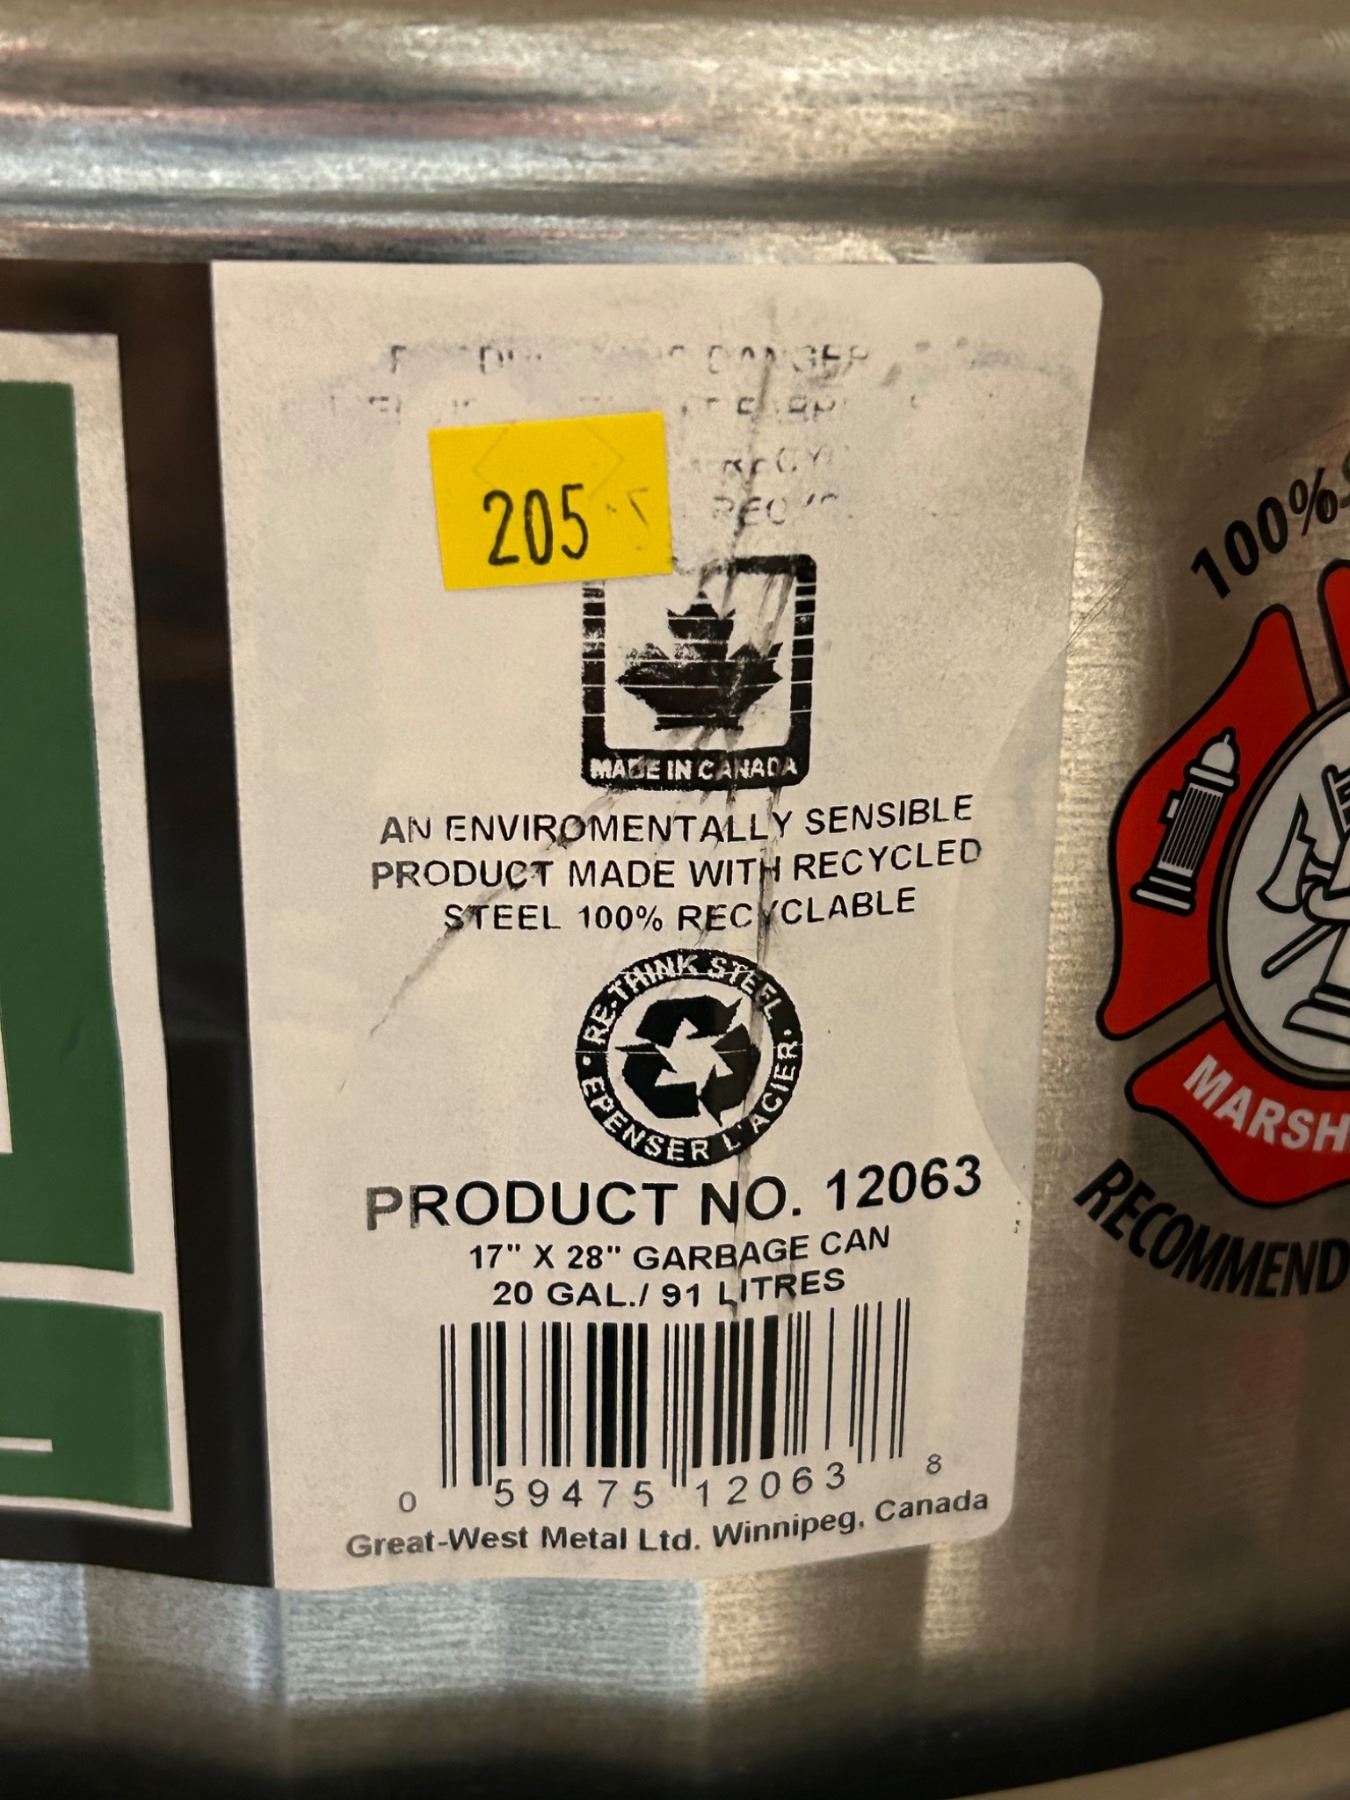 DANGER
205
MADE IN CANADA
AN ENVIROMENTALLY SENSIBLE
PRODUCT MADE WITH RECYCLED
STEEL 100% RECYCLABLE
RE-THINK STEEL
EPENSER L'ACIER
PRODUCT NO. 12063
17" X 28" GARBAGE CAN
20 GAL./ 91 LITRES
0 59475 12063 8
Great-West Metal Ltd. Winnipeg, Canada
100%
MARSH
RECOMMEND